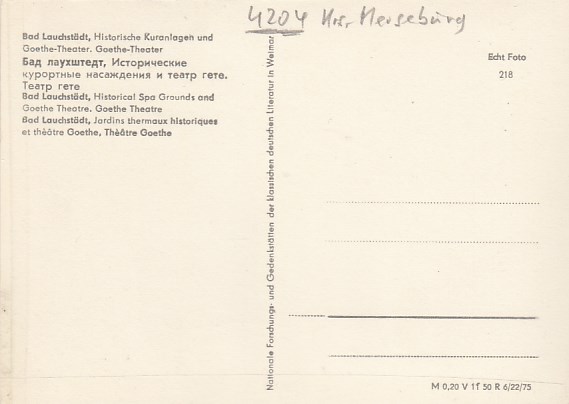 4204 Krs. Merseburg
Bad Lauchstädt, Historische Kuranlagen und
Goethe-Theater. Goethe-Theater
Бад лаухштедт, Исторические
курортные насаждения и театр гете.
Театр гете
Bad Lauchstädt, Historical Spa Grounds and
Goethe Theatre. Goethe Theatre
Bad Lauchstädt, Jardins thermaux historiques
et théâtre Goethe, Théâtre Goethe
Nationale Forschungs- und Gedenkstätten der klassischen deutschen Literatur in Weimar
Echt Foto
218
M 0,20 V 11 50 R 6/22/75